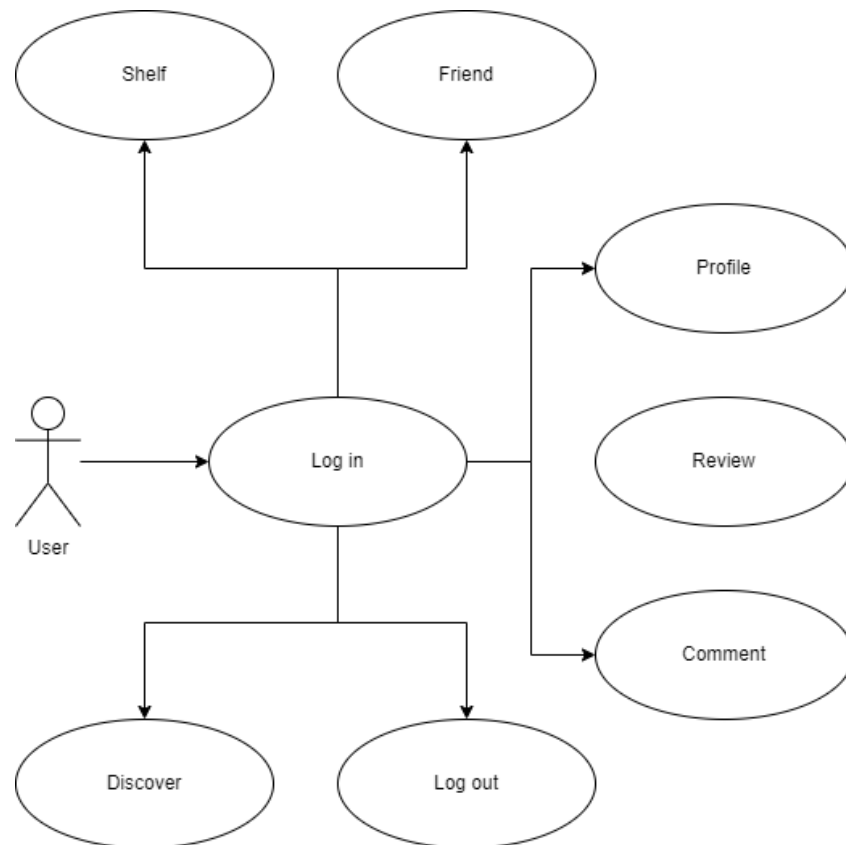 Shelf
Friend
Profile
Log in
Review
User
Comment
Discover
Log out